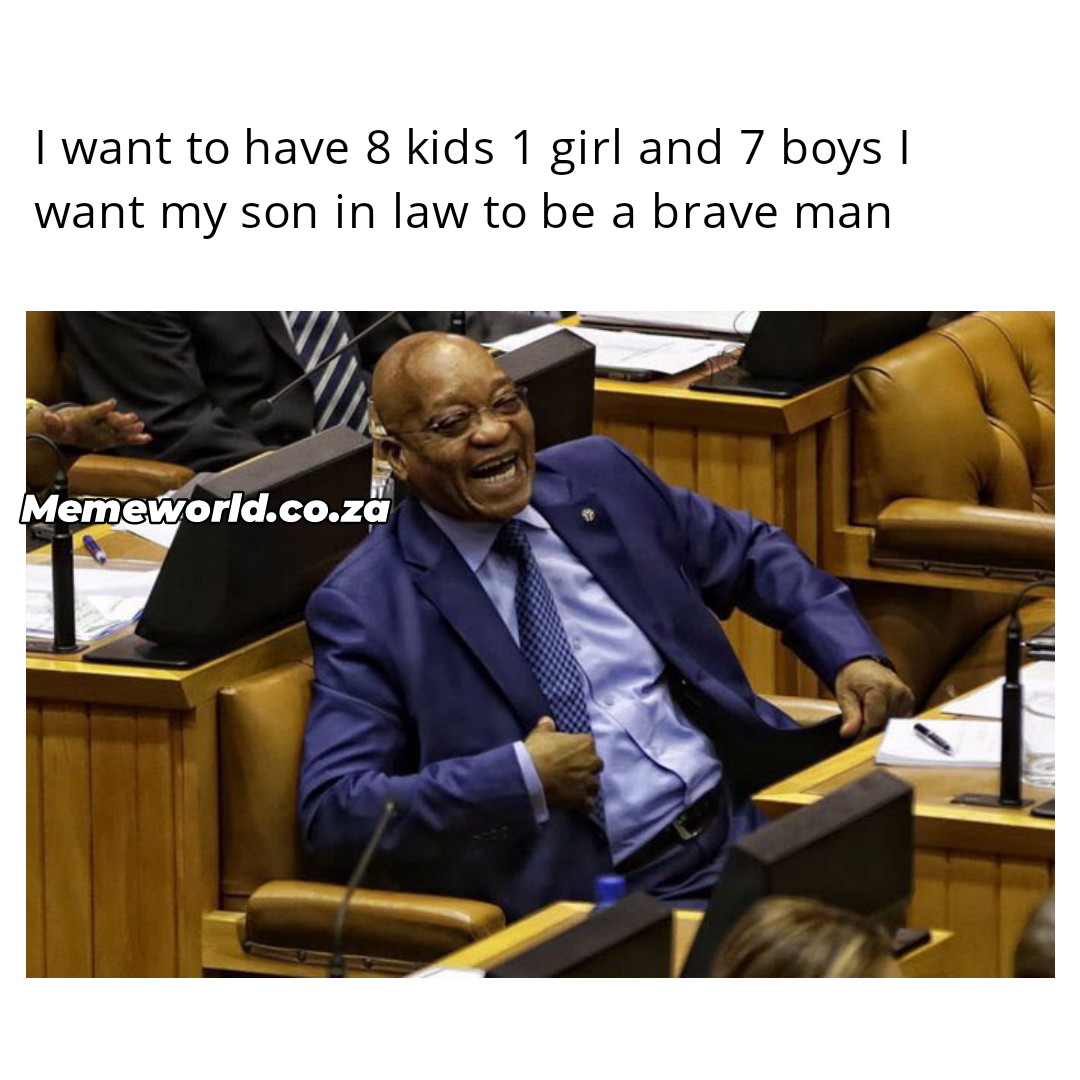 I want to have 8 kids 1 girl and 7 boys I
want my son in law to be a brave man
Memeworld.co.za